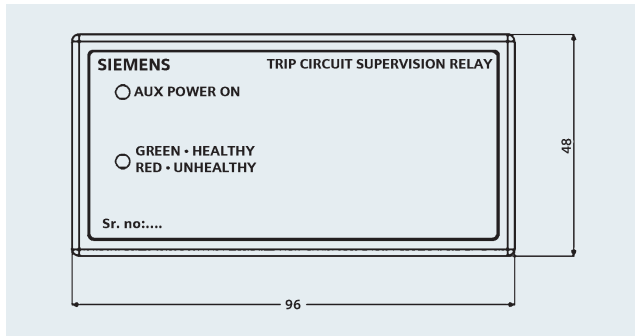 SIEMENS TRIP CIRCUIT SUPERVISION RELAY
AUX POWER ON
GREEN • HEALTHY
RED • UNHEALTHY
Sr. no:....
48
96